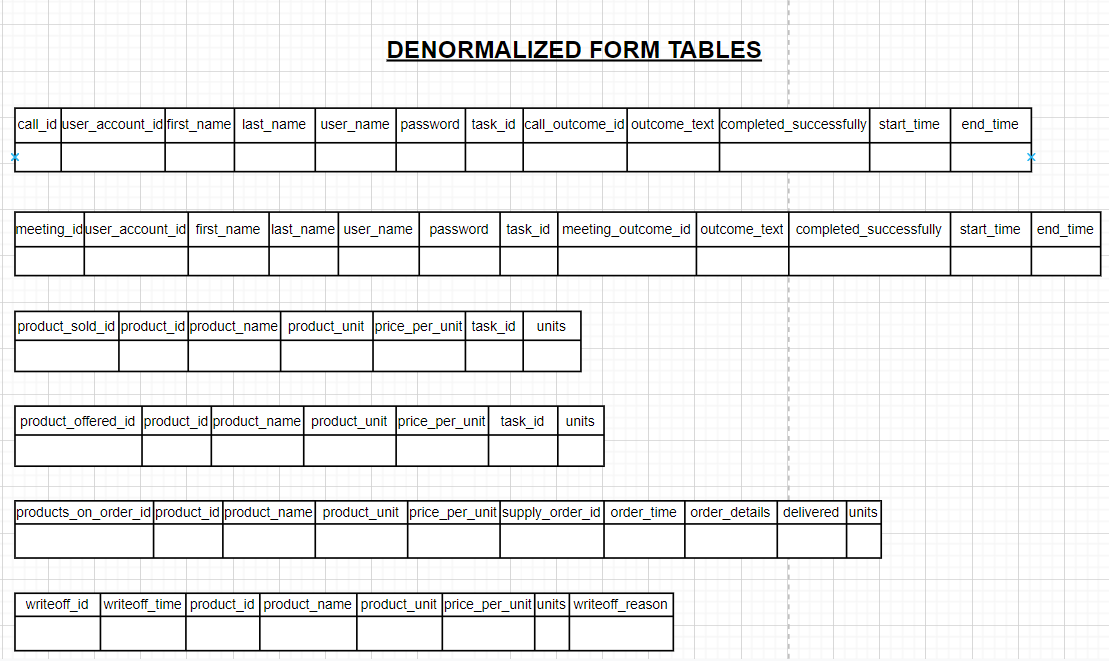 DENORMALIZED FORM TABLES
call_id user_account_id first_name last_name user_name password task_id call_outcome_id outcome_text completed_successfully start_time end_time
meeting_id user_account_id first_name last_name user_name password task_id meeting_outcome_id outcome_text completed_successfully start_time end_time
product_sold_id product_id product_name product_unit price_per_unit task_id units
product_offered_id product_id product_name product_unit price_per_unit task_id units
products_on_order_id product_id product_name product_unit price_per_unit supply_order_id order_time order_details delivered units
writeoff_id writeoff_time product_id product_name product_unit price_per_unit units writeoff_reason